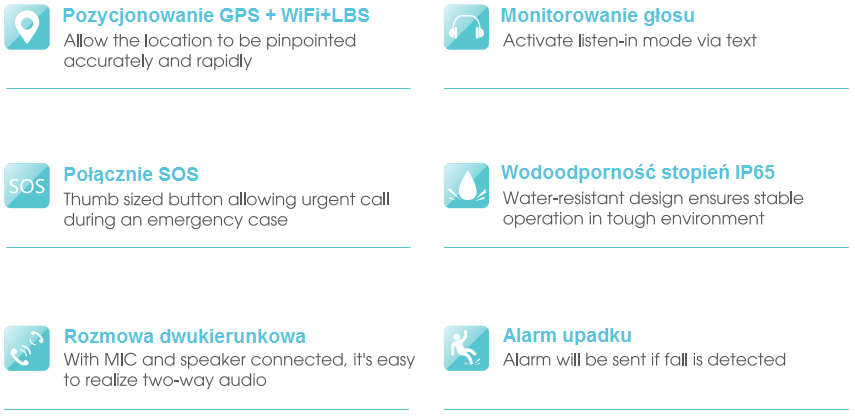 Pozycjonowanie GPS + WiFi+LBS
Allow the location to be pinpointed
accurately and rapidly
Monitorowanie głosu
Activate listen-in mode via text
SOS
Połącznie SOS
Thumb sized button allowing urgent call
during an emergency case
Wodoodporność stopień IP65
Water-resistant design ensures stable
operation in tough environment
Rozmowa dwukierunkowa
With MIC and speaker connected, it's easy
to realize two-way audio
Alarm upadku
Alarm will be sent if fall is detected